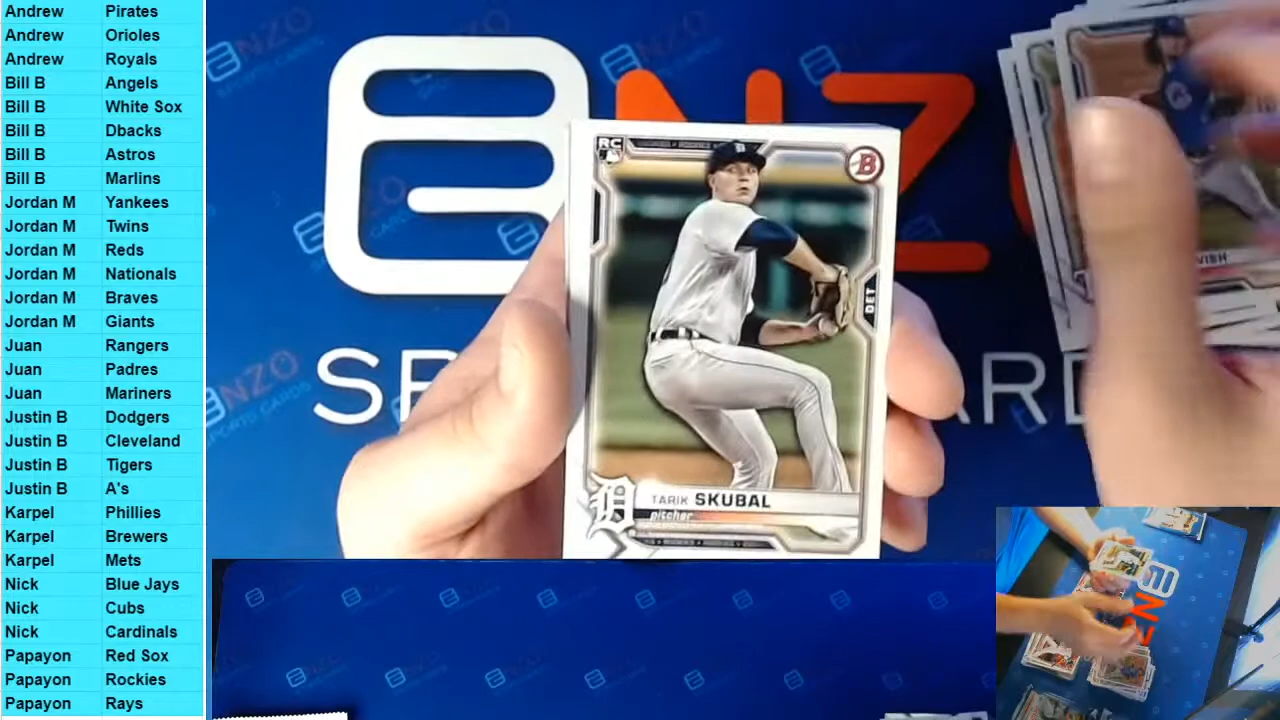 Andrew Pirates
Andrew Orioles
Andrew Royals
Bill B Angels
Bill B White Sox
Bill B Dbacks
Bill B Astros
Bill B Marlins
Jordan M Yankees
Jordan M Twins
Jordan M Reds
Jordan M Nationals
Jordan M Braves
Jordan M Giants
Juan Rangers
Juan Padres
Juan Mariners
Justin B Dodgers
Justin B Cleveland
Justin B Tigers
Justin B A's
Karpel Phillies
Karpel Brewers
Karpel Mets
Nick Blue Jays
Nick Cubs
Nick Cardinals
Papayon Red Sox
Papayon Rockies
Papayon Rays
RC
B
DET
TARIK SKUBAL
pitcher